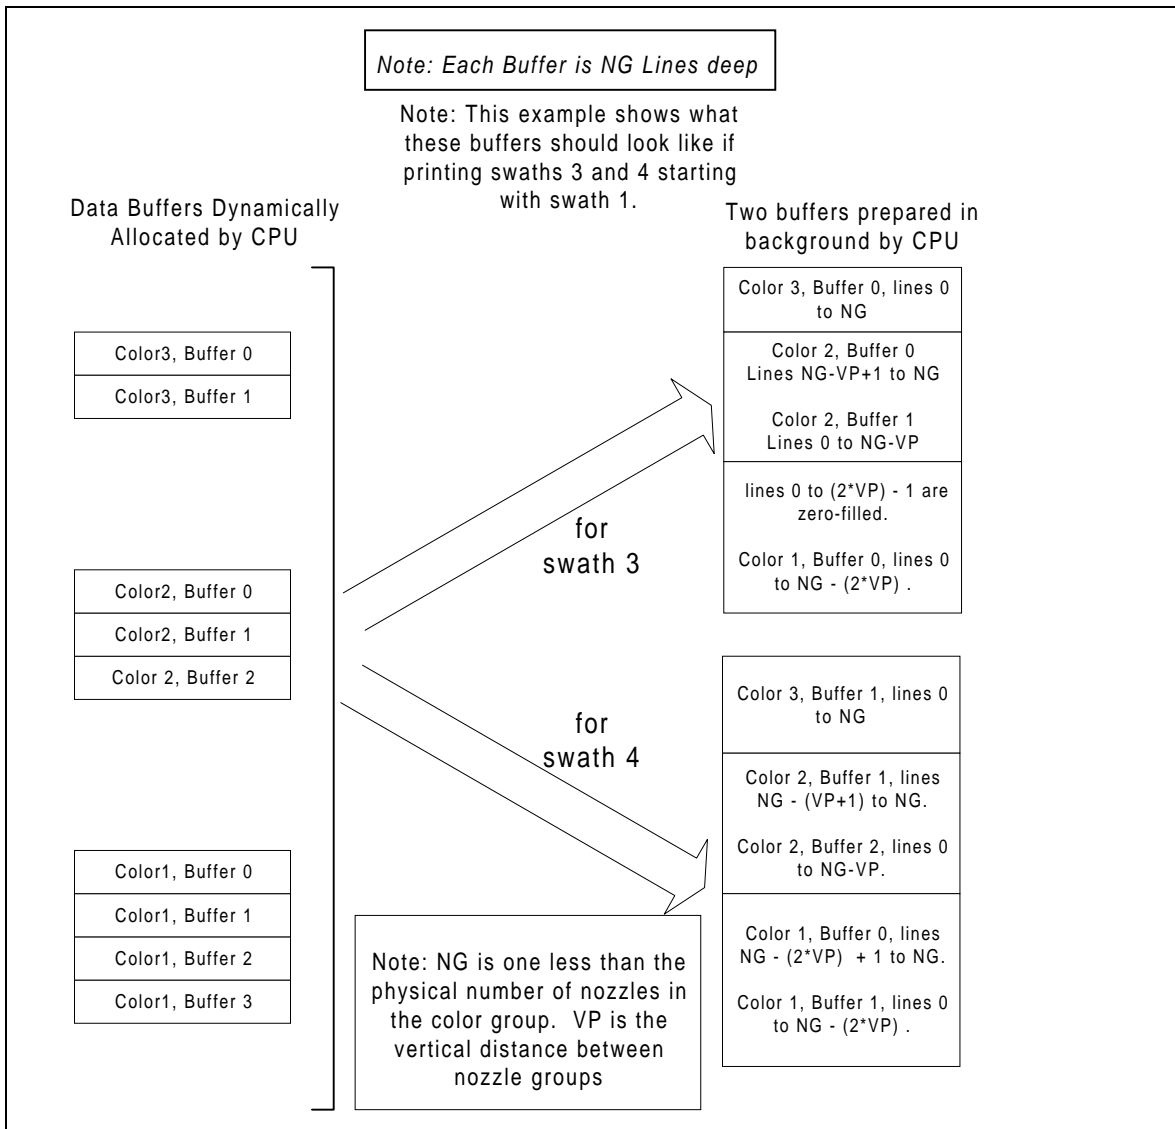 Note: Each Buffer is NG Lines deep
Note: This example shows what
these buffers should look like if
printing swaths 3 and 4 starting
with swath 1.
Data Buffers Dynamically
Allocated by CPU
Color3, Buffer 0
Color3, Buffer 1
Color2, Buffer 0
Color2, Buffer 1
Color 2, Buffer 2
Color1, Buffer 0
Color1, Buffer 1
Color1, Buffer 2
Color1, Buffer 3
for
swath 3
for
swath 4
Note: NG is one less than the
physical number of nozzles in
the color group. VP is the
vertical distance between
nozzle groups
Two buffers prepared in
background by CPU
Color 3, Buffer 0, lines 0
to NG
Color 2, Buffer 0
Lines NG-VP+1 to NG
Color 2, Buffer 1
Lines 0 to NG-VP
lines 0 to (2*VP) - 1 are
zero-filled.
Color 1, Buffer 0, lines 0
to NG - (2*VP) .
Color 3, Buffer 1, lines 0
to NG
Color 2, Buffer 1, lines
NG - (VP+1) to NG.
Color 2, Buffer 2, lines 0
to NG-VP.
Color 1, Buffer 0, lines
NG - (2*VP) + 1 to NG.
Color 1, Buffer 1, lines 0
to NG - (2*VP) .